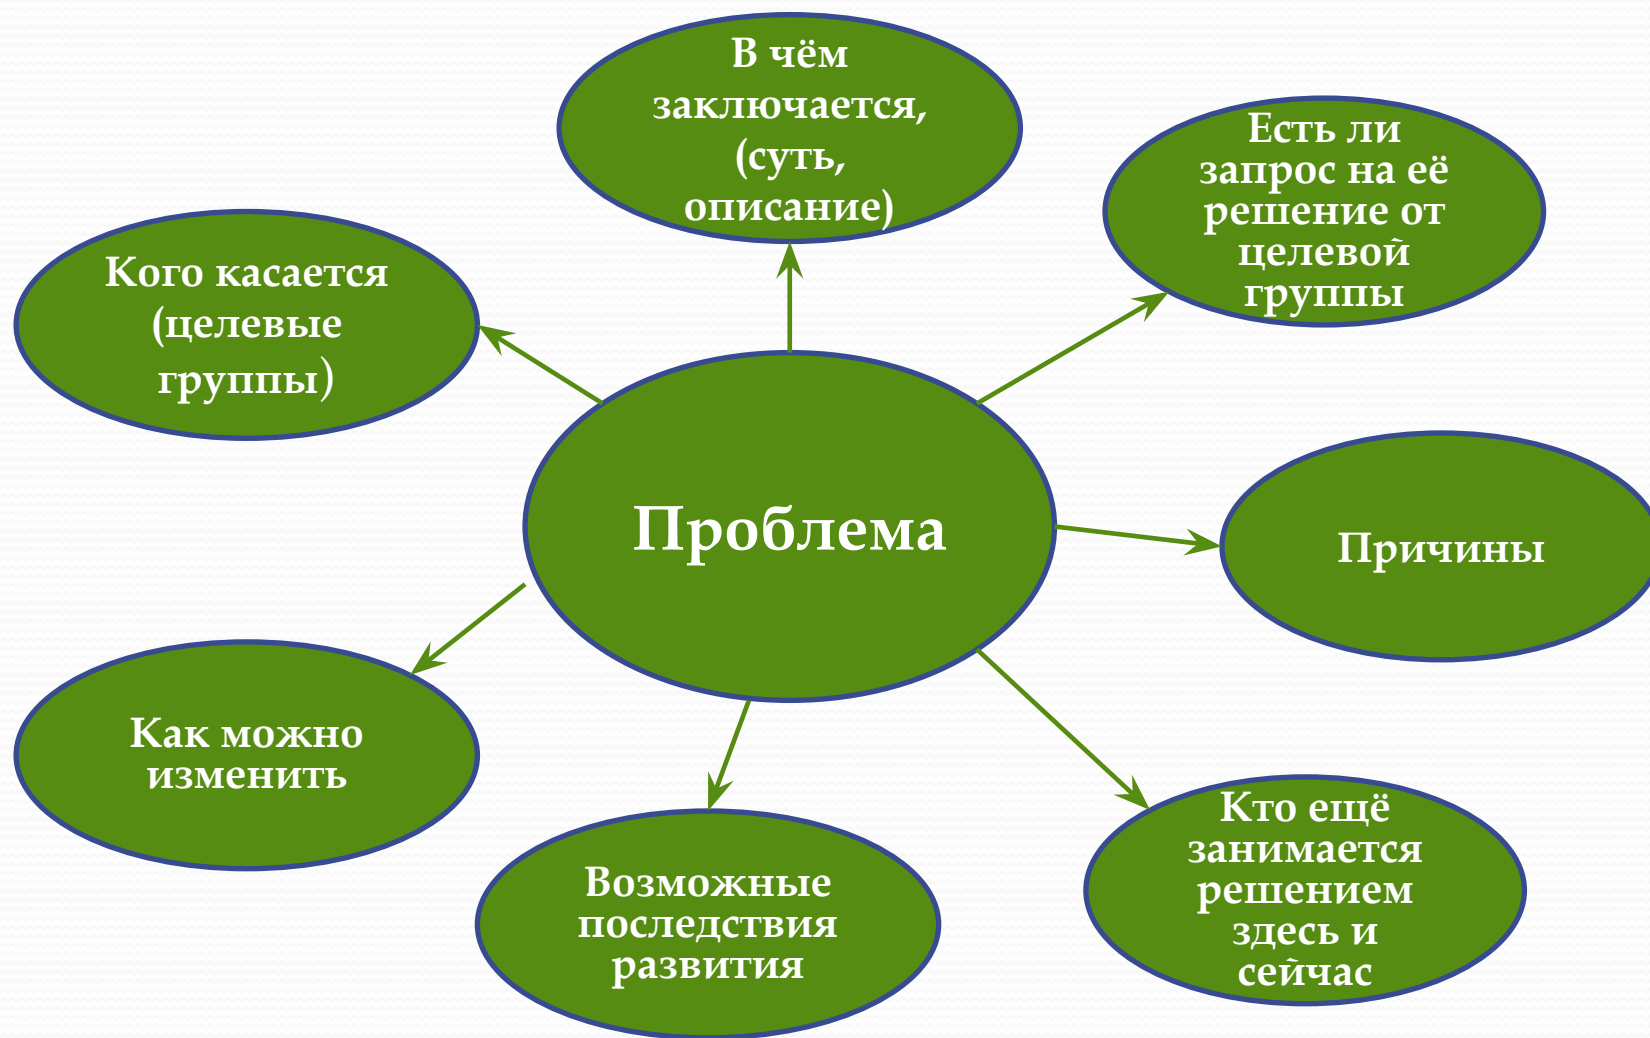 В чём
заключается,
(суть,
описание)
Есть ли
запрос на её
решение от
целевой
группы
Кого касается
(целевые
группы)
Проблема
Причины
Как можно
изменить
Возможные
последствия
развития
Кто ещё
занимается
решением
здесь и
сейчас